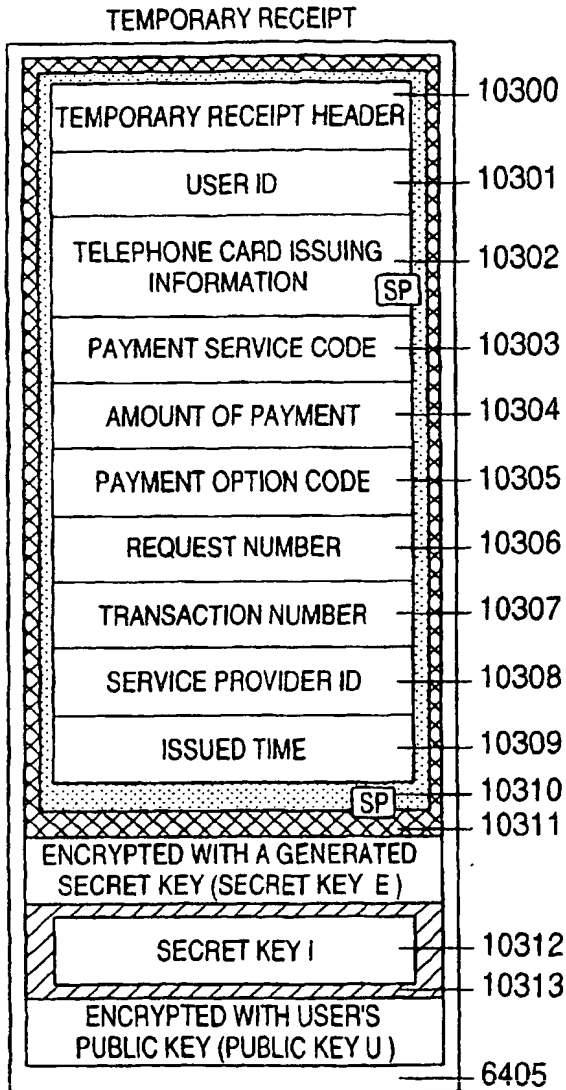 TEMPORARY RECEIPT
TEMPORARY RECEIPT HEADER
10300
USER ID
10301
TELEPHONE CARD ISSUING
INFORMATION
10302
SP
PAYMENT SERVICE CODE
10303
AMOUNT OF PAYMENT
10304
PAYMENT OPTION CODE
10305
REQUEST NUMBER
10306
TRANSACTION NUMBER
10307
SERVICE PROVIDER ID
10308
ISSUED TIME
10309
SP
10310
10311
ENCRYPTED WITH A GENERATED
SECRET KEY (SECRET KEY E)
SECRET KEY I
10312
10313
ENCRYPTED WITH USER'S
PUBLIC KEY (PUBLIC KEY U)
6405